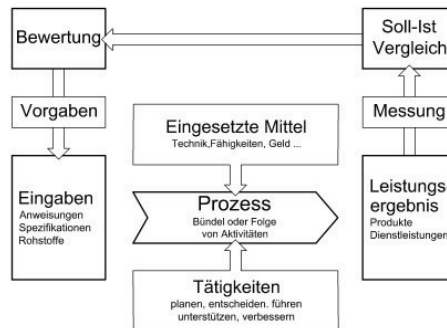 Bewertung
Soll-Ist
Vergleich
Vorgaben
Messung
Eingesetzte Mittel
Technik,Fähigkeiten, Geld ...
Eingaben
Anweisungen
Spezifikationen
Rohstoffe
Prozess
Bündel oder Folge
von Aktivitäten
Leistungs-
ergebnis
Produkte
Dienstleistungen
Tätigkeiten
planen, entscheiden. führen
unterstützen, verbessern